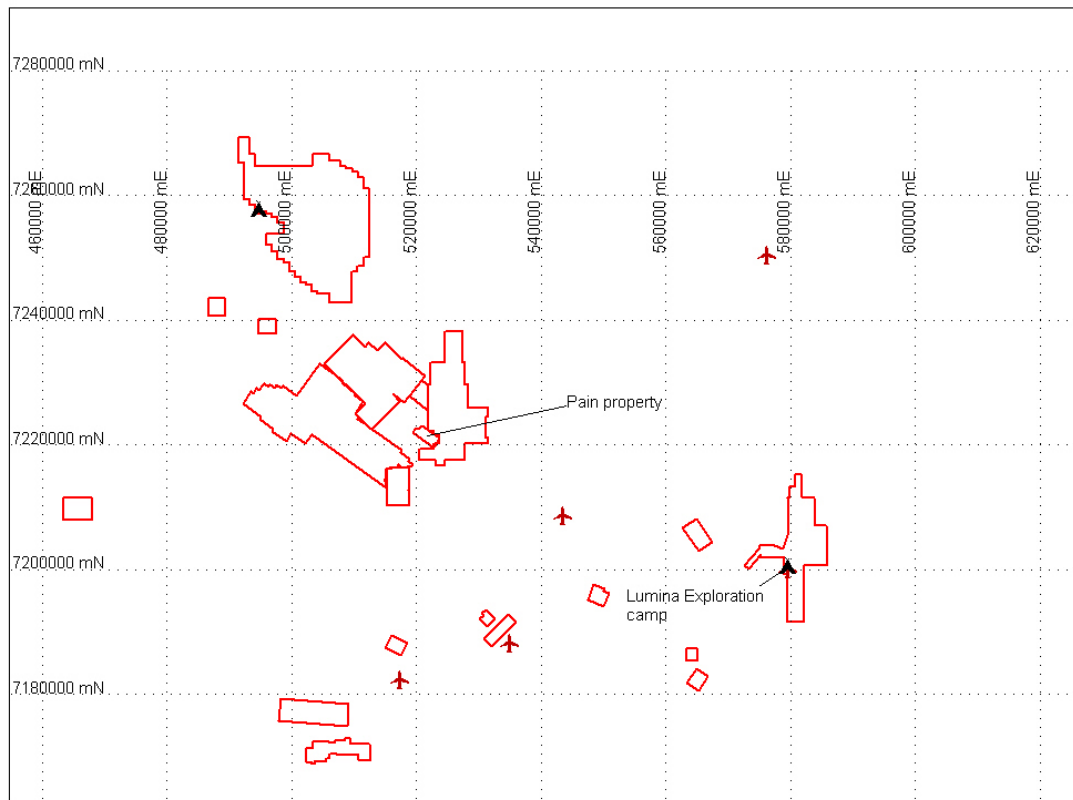 7280000 mN
7260000 mN
460000 mE
480000 mE
500000 mE
520000 mE
540000 mE
560000 mE
580000 mE
600000 mE
620000 mE
7240000 mN
Pain property
7220000 mN
7200000 mN
Lumina Exploration
camp
7180000 mN